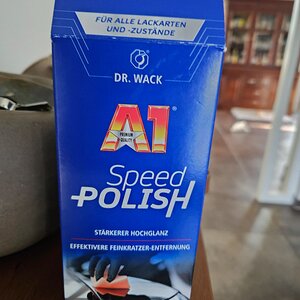 FÜR ALLE LACKARTEN
UND -ZUSTÄNDE
DR. WACK
A1®
PREMIUM
QUALITY
Speed
POLISH
STÄRKERER HOCHGLANZ
EFFEKTIVERE FEINKRATZER-ENTFERNUNG